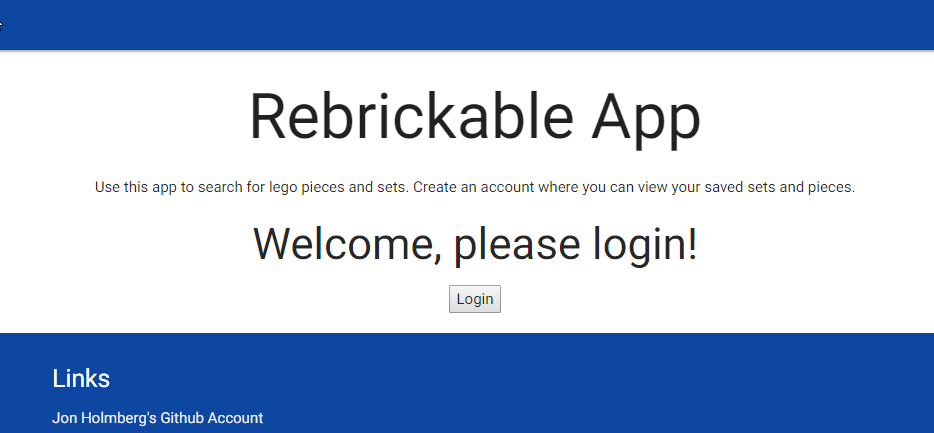 Rebrickable App
Use this app to search for lego pieces and sets. Create an account where you can view your saved sets and pieces.
Welcome, please login!
Login
Links
Jon Holmberg's Github Account